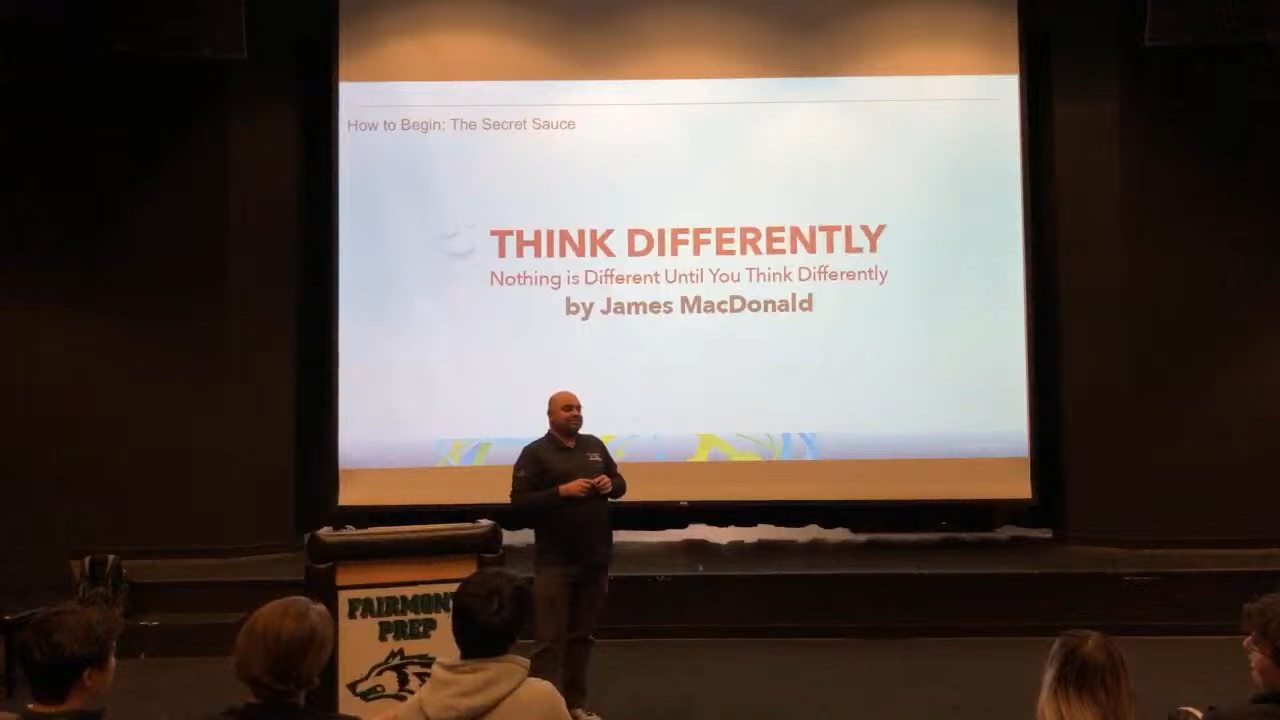 How to Begin: The Secret Sauce
THINK DIFFERENTLY
Nothing is Different Until You Think Differently
by James MacDonald
FAIRMON
PREP